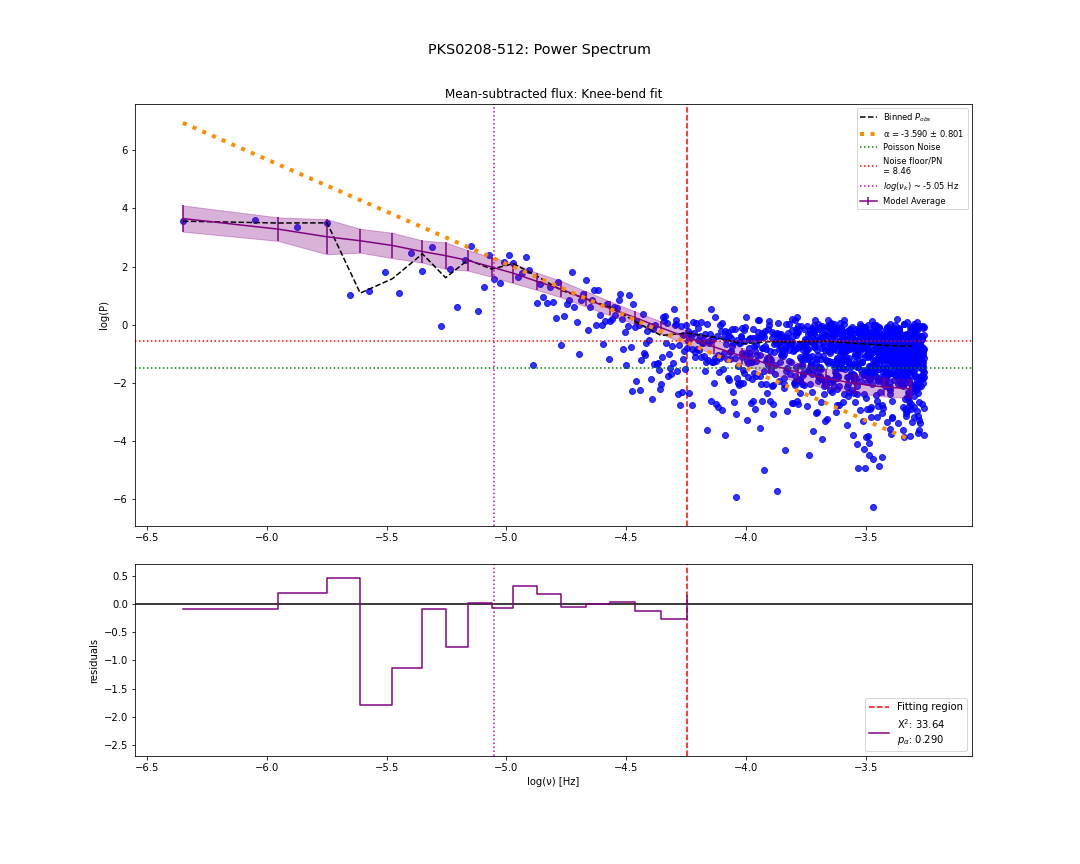 PKS0208-512: Power Spectrum
Mean-subtracted flux: Knee-bend fit
log(P)
6
4
2
0
−2
−4
−6
Binned P_obs
α = -3.590 ± 0.801
Poisson Noise
Noise floor/PN
= 8.46
log(ν_k) ~ -5.05 Hz
Model Average
−6.5 −6.0 −5.5 −5.0 −4.5 −4.0 −3.5
residuals
0.5
0.0
−0.5
−1.0
−1.5
−2.0
−2.5
Fitting region
X²: 33.64
p_α: 0.290
−6.5 −6.0 −5.5 −5.0 −4.5 −4.0 −3.5
log(ν) [Hz]